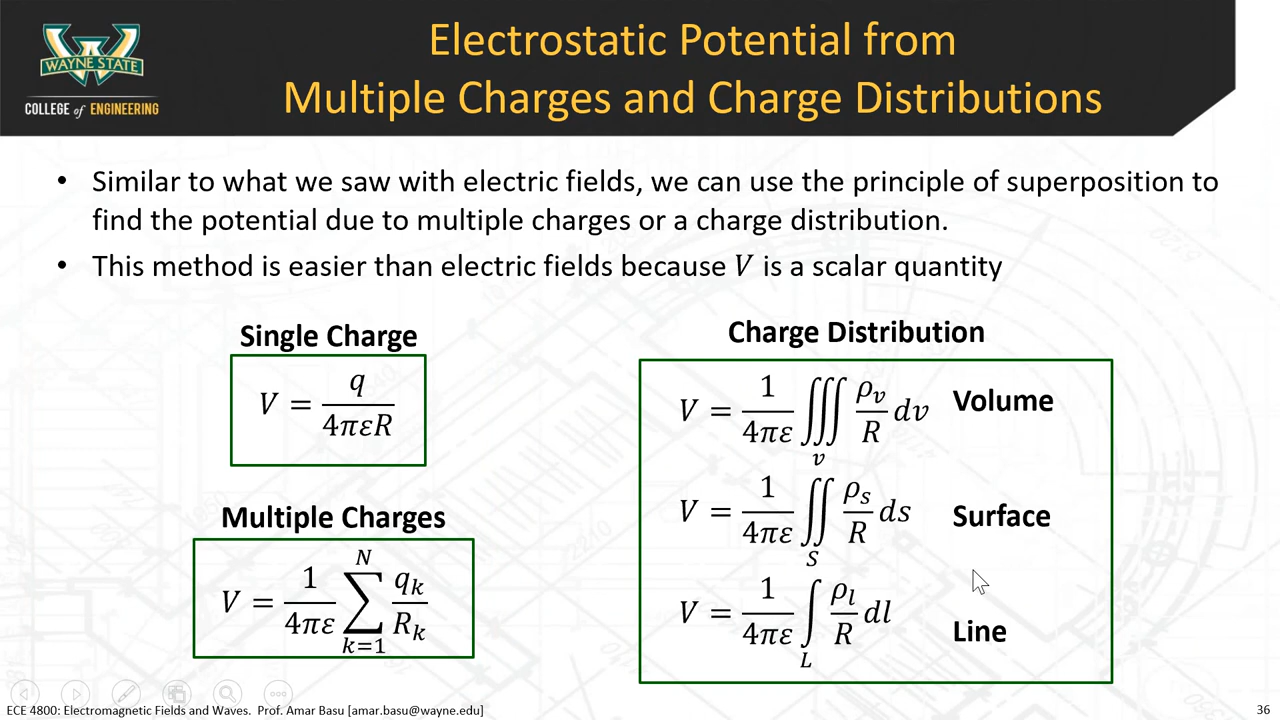 WAYNE STATE
COLLEGE of ENGINEERING
Electrostatic Potential from
Multiple Charges and Charge Distributions
• Similar to what we saw with electric fields, we can use the principle of superposition to
find the potential due to multiple charges or a charge distribution.
• This method is easier than electric fields because V is a scalar quantity
Single Charge
V = q / 4πεR
Multiple Charges
V = 1/4πε ∑_{k=1}^{N} q_k / R_k
Charge Distribution
V = 1/4πε ∭_v ρ_v / R dv Volume
V = 1/4πε ∬_S ρ_s / R ds Surface
V = 1/4πε ∫_L ρ_l / R dl Line
ECE 4800: Electromagnetic Fields and Waves. Prof. Amar Basu [amar.basu@wayne.edu]
36